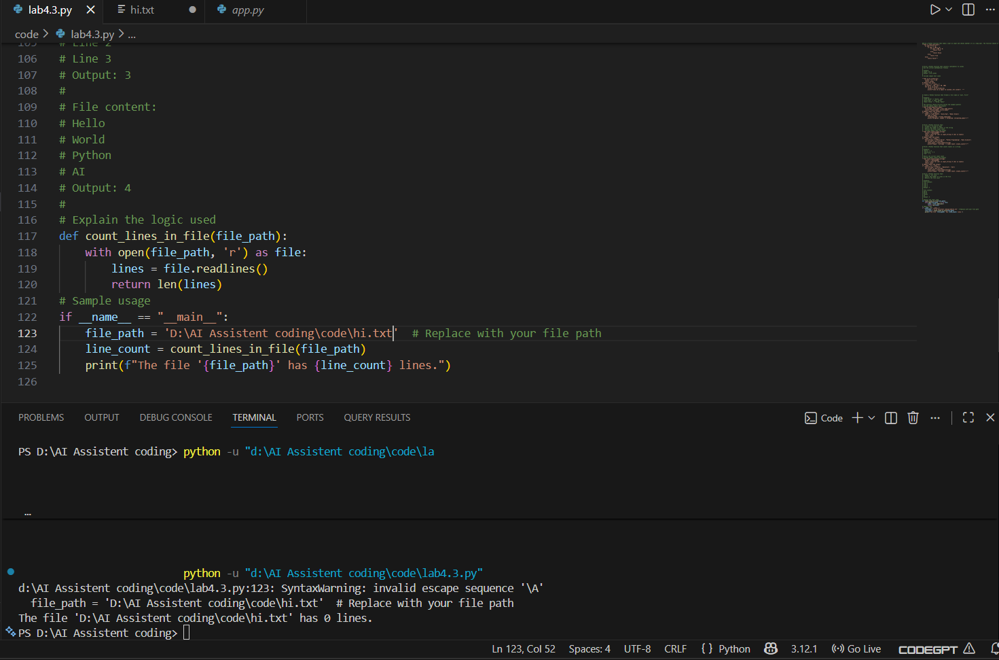 lab4.3.py
hi.txt
app.py
code > lab4.3.py > ...
105 # Line 2
106 # Line 3
107 # Output: 3
108 #
109 # File content:
110 # Hello
111 # World
112 # Python
113 # AI
114 # Output: 4
115 #
116 # Explain the logic used
117 def count_lines_in_file(file_path):
118 with open(file_path, 'r') as file:
119 lines = file.readlines()
120 return len(lines)
121 # Sample usage
122 if __name__ == "__main__":
123 file_path = 'D:\AI Assistent coding\code\hi.txt' # Replace with your file path
124 line_count = count_lines_in_file(file_path)
125 print(f"The file '{file_path}' has {line_count} lines.")
126
PROBLEMS OUTPUT DEBUG CONSOLE TERMINAL PORTS QUERY RESULTS
Code
PS D:\AI Assistent coding> python -u "d:\AI Assistent coding\code\la
...
python -u "d:\AI Assistent coding\code\lab4.3.py"
d:\AI Assistent coding\code\lab4.3.py:123: SyntaxWarning: invalid escape sequence '\A'
file_path = 'D:\AI Assistent coding\code\hi.txt' # Replace with your file path
The file 'D:\AI Assistent coding\code\hi.txt' has 0 lines.
PS D:\AI Assistent coding>
Ln 123, Col 52 Spaces: 4 UTF-8 CRLF { } Python 3.12.1 Go Live CODEGPT